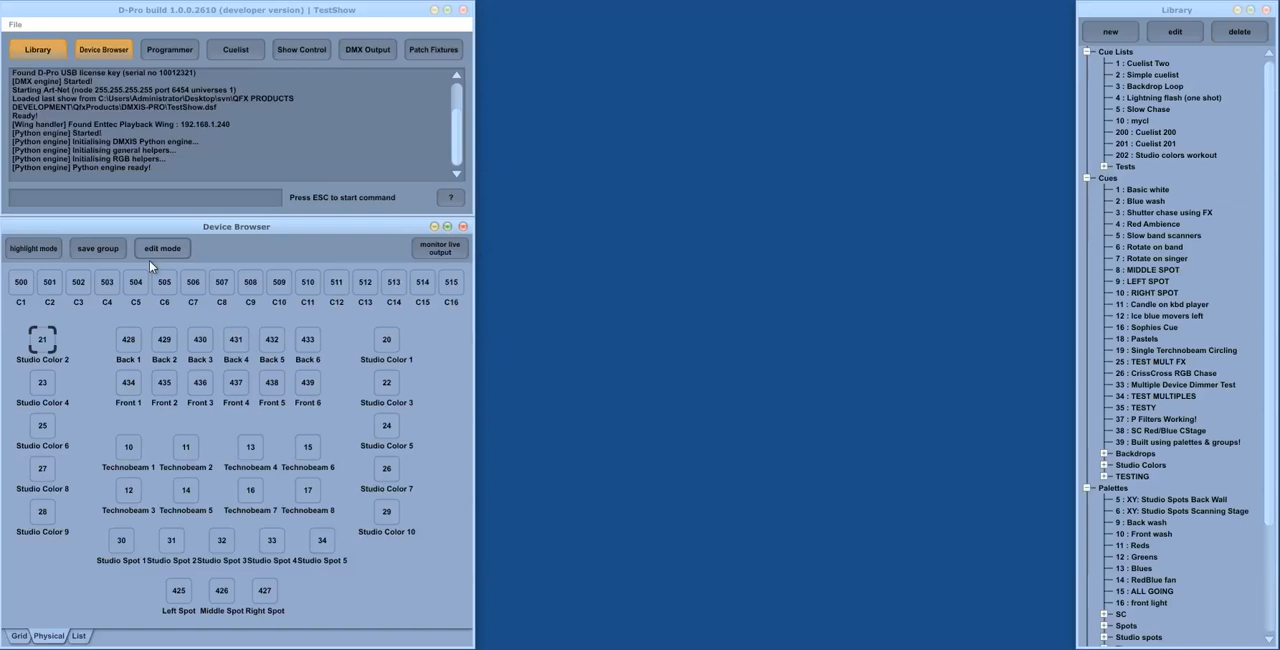 D-Pro build 1.0.0.2610 (developer version) | TestShow
File
Library Device Browser Programmer Cuelist Show Control DMX Output Patch Fixtures
Found D-Pro USB license key (serial no 10012321)
[DMX engine] Started!
Starting Art-Net (node 255.255.255.255 port 6454 universes 1)
Loaded last show from C:\Users\Administrator\Desktop\svn\QFX PRODUCTS
DEVELOPMENT\QfxProducts\DMXIS-PRO\TestShow.dsf
Ready!
[Wing handler] Found Enttec Playback Wing : 192.168.1.240
[Python engine] Started!
[Python engine] Initialising DMXIS Python engine...
[Python engine] Initialising general helpers...
[Python engine] Initialising RGB helpers...
[Python engine] Python engine ready!
Press ESC to start command ?
Device Browser
highlight mode save group edit mode monitor live
output
500 501 502 503 504 505 506 507 508 509 510 511 512 513 514 515
C1 C2 C3 C4 C5 C6 C7 C8 C9 C10 C11 C12 C13 C14 C15 C16
21 428 429 430 431 432 433 20
Studio Color 2 Back 1 Back 2 Back 3 Back 4 Back 5 Back 6 Studio Color 1
23 434 435 436 437 438 439 22
Studio Color 4 Front 1 Front 2 Front 3 Front 4 Front 5 Front 6 Studio Color 3
25 24
Studio Color 6 Studio Color 5
10 11 13 15
Technobeam 1 Technobeam 2 Technobeam 4 Technobeam 6
27 26
Studio Color 8 Studio Color 7
12 14 16 17
Technobeam 3 Technobeam 5 Technobeam 7 Technobeam 8
28 29
Studio Color 9 Studio Color 10
30 31 32 33 34
Studio Spot 1 Studio Spot 2 Studio Spot 3 Studio Spot 4 Studio Spot 5
425 426 427
Left Spot Middle Spot Right Spot
Grid Physical List
Library
new edit delete
Cue Lists
1 : Cuelist Two
2 : Simple cuelist
3 : Backdrop Loop
4 : Lightning flash (one shot)
5 : Slow Chase
10 : mycl
200 : Cuelist 200
201 : Cuelist 201
202 : Studio colors workout
Tests
Cues
1 : Basic white
2 : Blue wash
3 : Shutter chase using FX
4 : Red Ambience
5 : Slow band scanners
6 : Rotate on band
7 : Rotate on singer
8 : MIDDLE SPOT
9 : LEFT SPOT
10 : RIGHT SPOT
11 : Candle on kbd player
12 : Ice blue movers left
16 : Sophies Cue
18 : Pastels
19 : Single Terchnobeam Circling
25 : TEST MULT FX
26 : CrissCross RGB Chase
33 : Multiple Device Dimmer Test
34 : TEST MULTIPLES
35 : TESTY
37 : P Filters Working!
38 : SC Red/Blue CStage
39 : Built using palettes & groups!
Backdrops
Studio Colors
TESTING
Palettes
5 : XY: Studio Spots Back Wall
6 : XY: Studio Spots Scanning Stage
9 : Back wash
10 : Front wash
11 : Reds
12 : Greens
13 : Blues
14 : RedBlue fan
15 : ALL GOING
16 : front light
SC
Spots
Studio spots